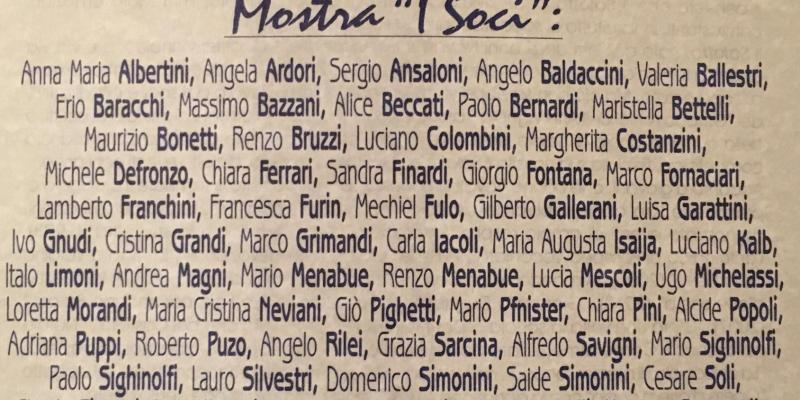 Mostra "I Soci":
Anna Maria Albertini, Angela Ardori, Sergio Ansaloni, Angelo Baldaccini, Valeria Ballestri,
Erio Baracchi, Massimo Bazzani, Alice Beccati, Paolo Bernardi, Maristella Bettelli,
Maurizio Bonetti, Renzo Bruzzi, Luciano Colombini, Margherita Costanzini,
Michele Defronzo, Chiara Ferrari, Sandra Finardi, Giorgio Fontana, Marco Fornaciari,
Lamberto Franchini, Francesca Furin, Mechiel Fulo, Gilberto Gallerani, Luisa Garattini,
Ivo Gnudi, Cristina Grandi, Marco Grimandi, Carla Iacoli, Maria Augusta Isaija, Luciano Kalb,
Italo Limoni, Andrea Magni, Mario Menabue, Renzo Menabue, Lucia Mescoli, Ugo Michelassi,
Loretta Morandi, Maria Cristina Neviani, Giò Pighetti, Mario Pfnister, Chiara Pini, Alcide Popoli,
Adriana Puppi, Roberto Puzo, Angelo Rilei, Grazia Sarcina, Alfredo Savigni, Mario Sighinolfi,
Paolo Sighinolfi, Lauro Silvestri, Domenico Simonini, Saide Simonini, Cesare Soli,